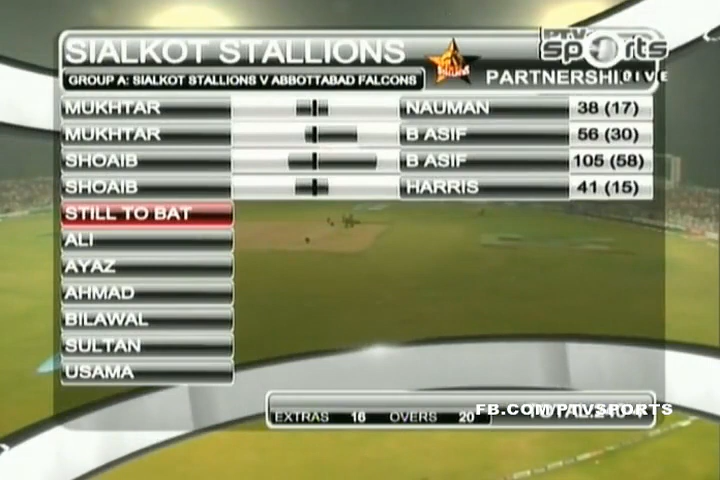 PTV
sports
LIVE
SIALKOT STALLIONS
GROUP A: SIALKOT STALLIONS V ABBOTTABAD FALCONS
MUKHTAR NAUMAN 38 (17)
MUKHTAR B ASIF 56 (30)
SHOAIB B ASIF 105 (58)
SHOAIB HARRIS 41 (15)
STILL TO BAT
ALI
AYAZ
AHMAD
BILAWAL
SULTAN
USAMA
EXTRAS 16 OVERS 20
FB.COM/PTVSPORTS